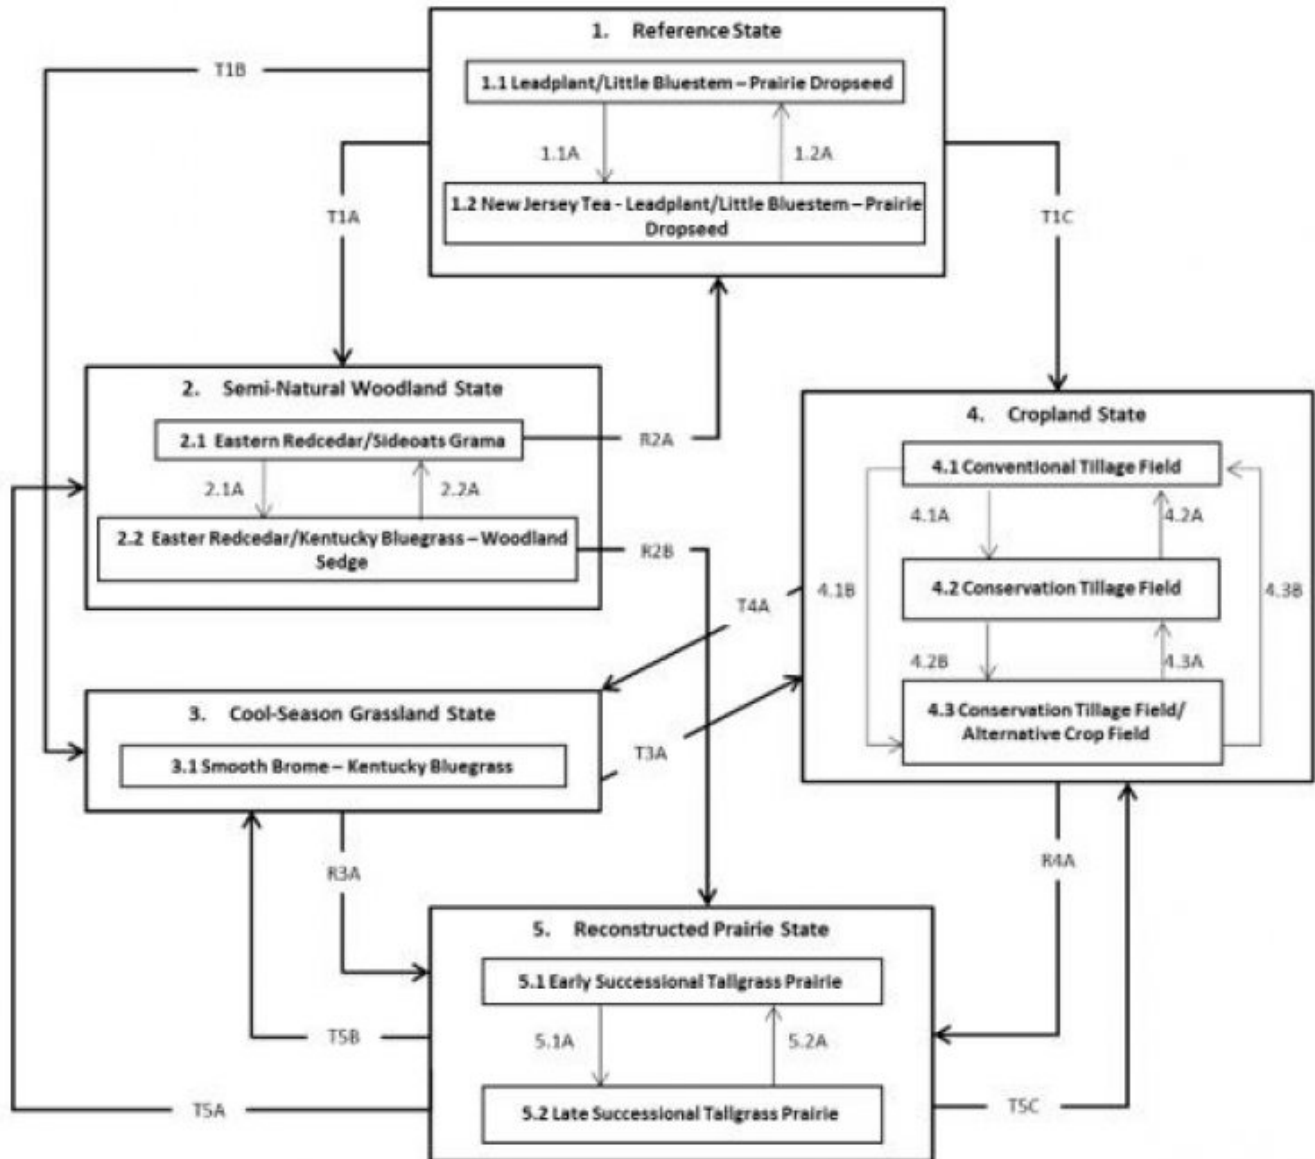 1. Reference State
T1B
1.1 Leadplant/Little Bluestem – Prairie Dropseed
1.1A
1.2A
1.2 New Jersey Tea - Leadplant/Little Bluestem – Prairie
Dropseed
T1A
T1C
2. Semi-Natural Woodland State
2.1 Eastern Redcedar/Sideoats Grama
R2A
2.1A
2.2A
2.2 Easter Redcedar/Kentucky Bluegrass – Woodland
Sedge
R2B
4. Cropland State
4.1 Conventional Tillage Field
4.1A
4.2A
4.2 Conservation Tillage Field
4.1B
4.3B
4.2B
4.3A
4.3 Conservation Tillage Field/
Alternative Crop Field
T4A
3. Cool-Season Grassland State
T3A
3.1 Smooth Brome – Kentucky Bluegrass
R3A
R4A
5. Reconstructed Prairie State
5.1 Early Successional Tallgrass Prairie
T5B
5.1A
5.2A
5.2 Late Successional Tallgrass Prairie
T5A
T5C